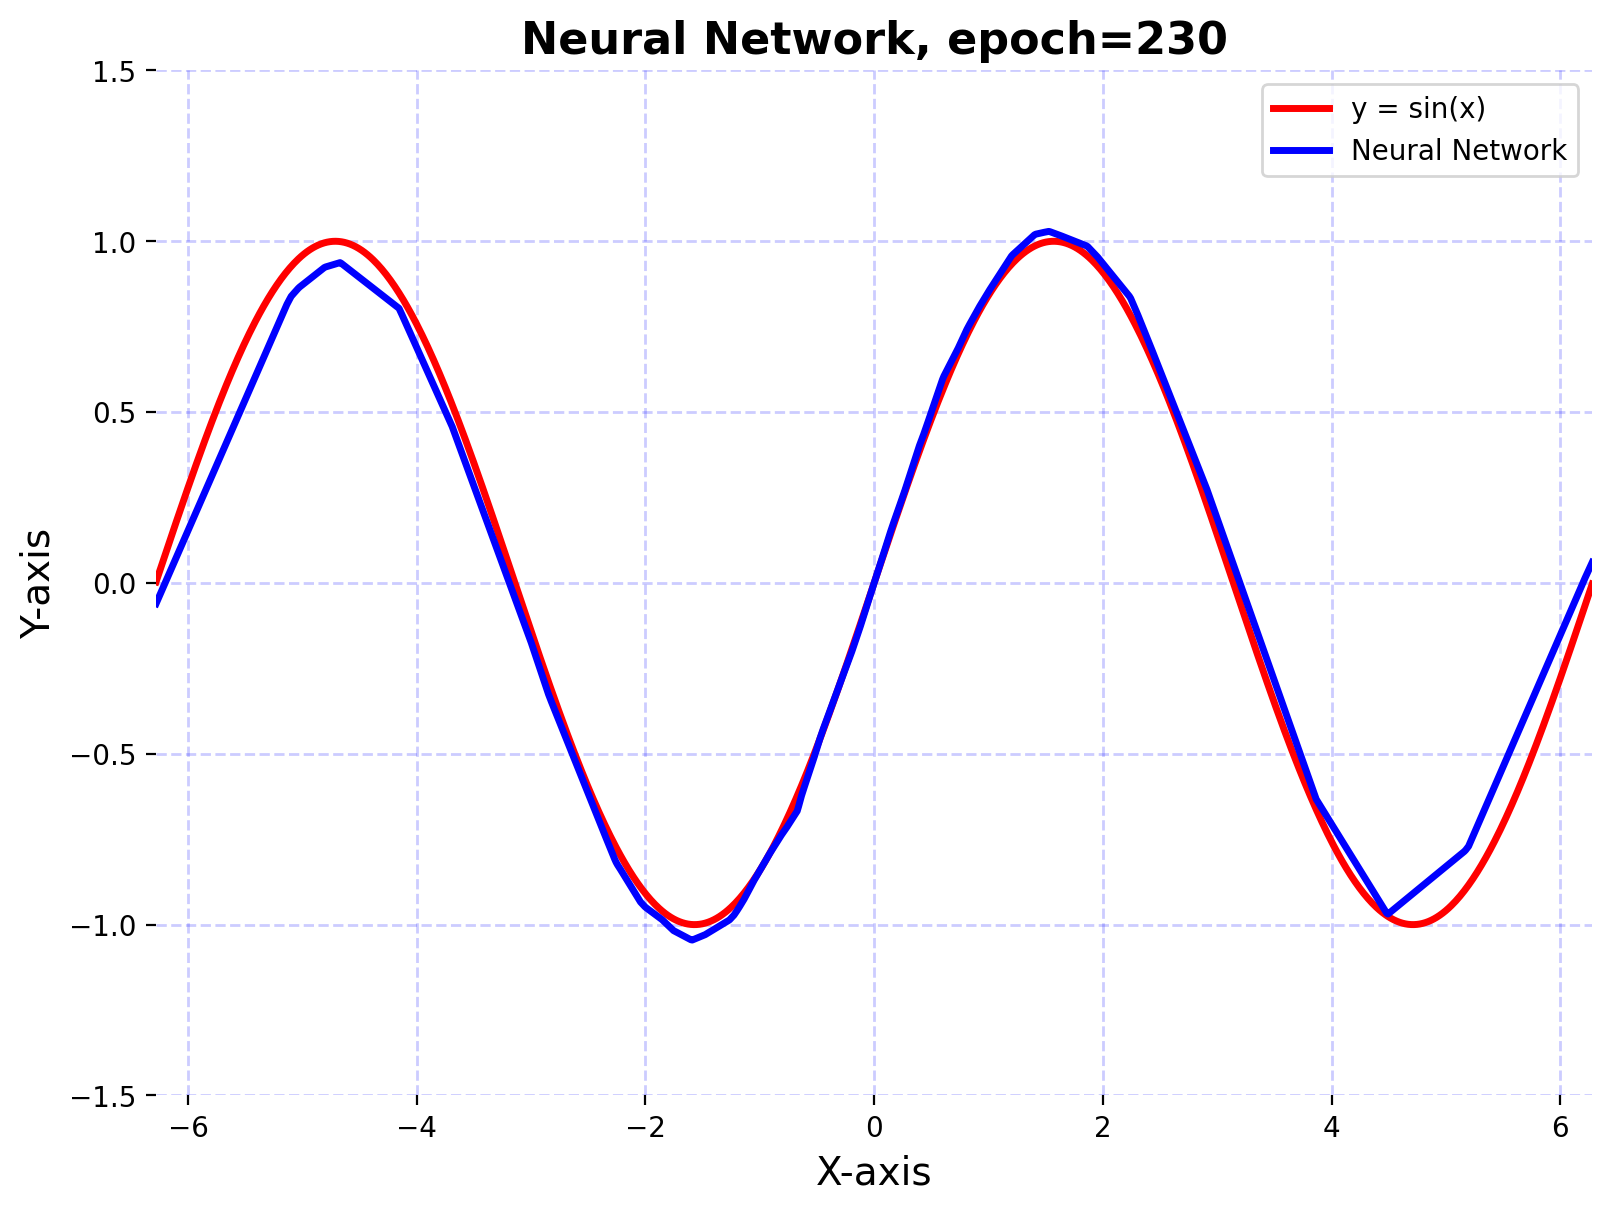 Neural Network, epoch=230
y = sin(x)
Neural Network
1.5
1.0
0.5
0.0
−0.5
−1.0
−1.5
Y-axis
−6 −4 −2 0 2 4 6
X-axis